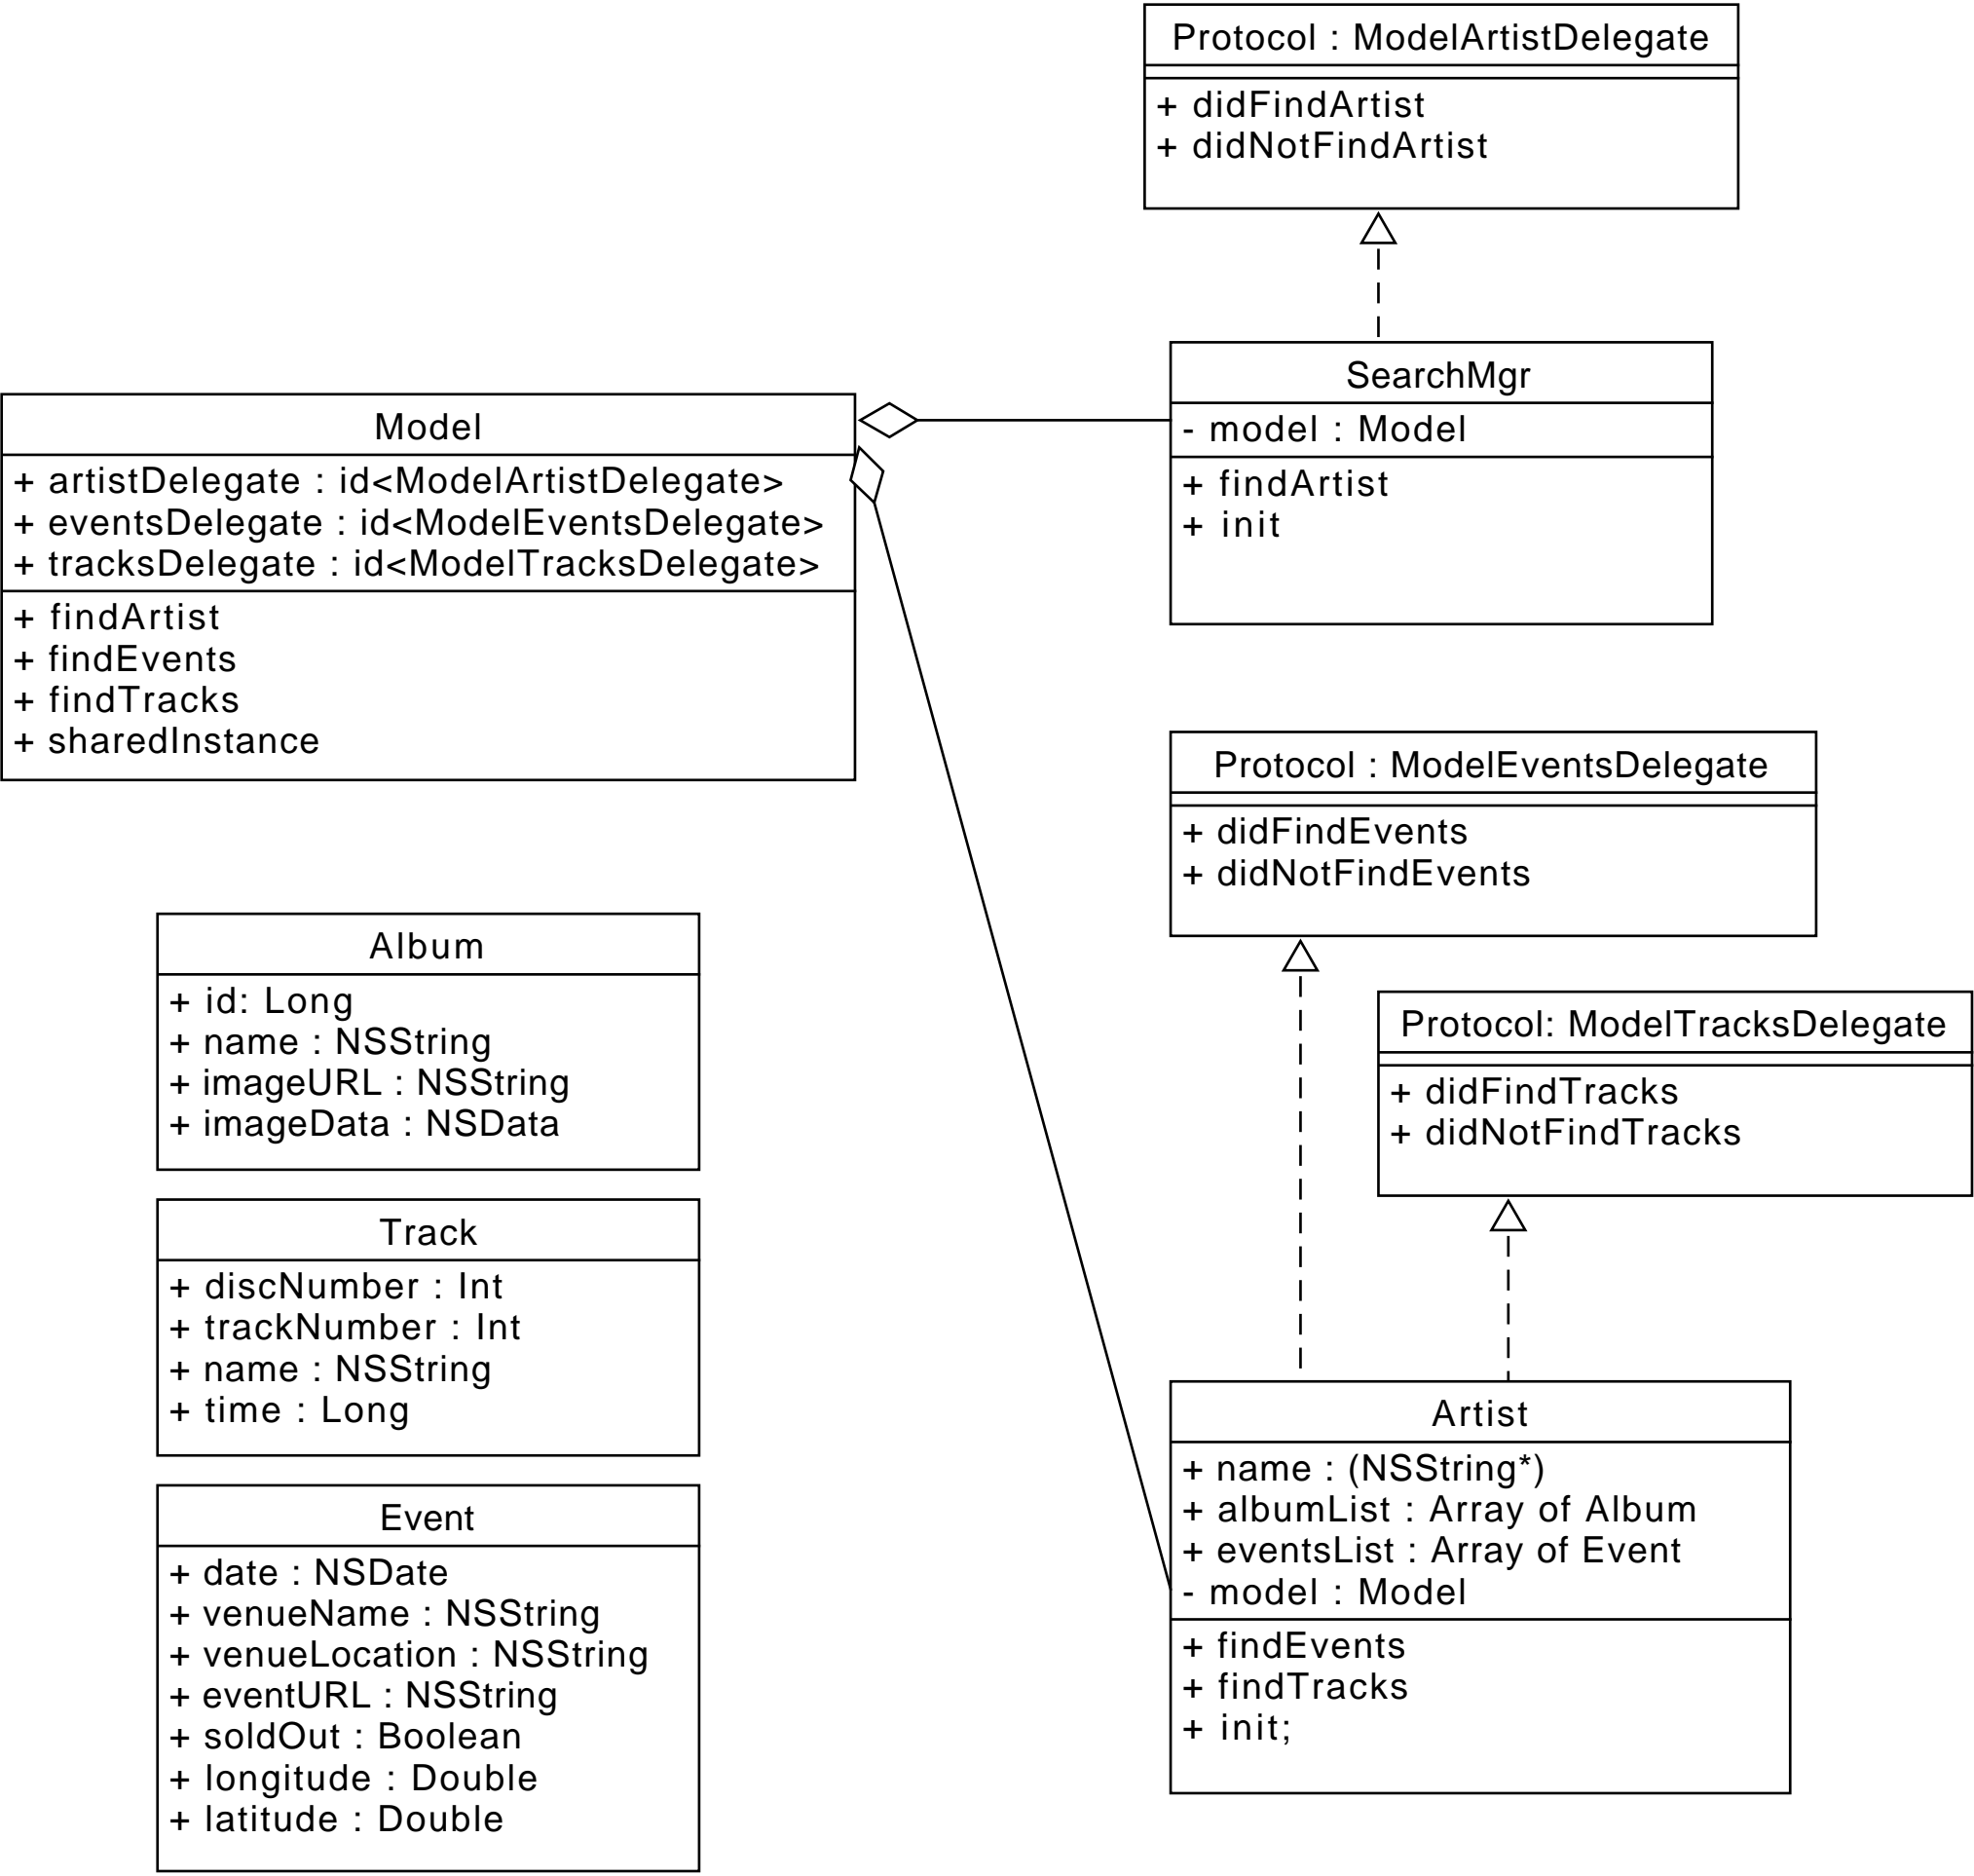 Protocol : ModelArtistDelegate
+ didFindArtist
+ didNotFindArtist
SearchMgr
- model : Model
+ findArtist
+ init
Model
+ artistDelegate : id<ModelArtistDelegate>
+ eventsDelegate : id<ModelEventsDelegate>
+ tracksDelegate : id<ModelTracksDelegate>
+ findArtist
+ findEvents
+ findTracks
+ sharedInstance
Protocol : ModelEventsDelegate
+ didFindEvents
+ didNotFindEvents
Album
+ id: Long
+ name : NSString
+ imageURL : NSString
+ imageData : NSData
Protocol: ModelTracksDelegate
+ didFindTracks
+ didNotFindTracks
Track
+ discNumber : Int
+ trackNumber : Int
+ name : NSString
+ time : Long
Artist
+ name : (NSString*)
+ albumList : Array of Album
+ eventsList : Array of Event
- model : Model
+ findEvents
+ findTracks
+ init;
Event
+ date : NSDate
+ venueName : NSString
+ venueLocation : NSString
+ eventURL : NSString
+ soldOut : Boolean
+ longitude : Double
+ latitude : Double